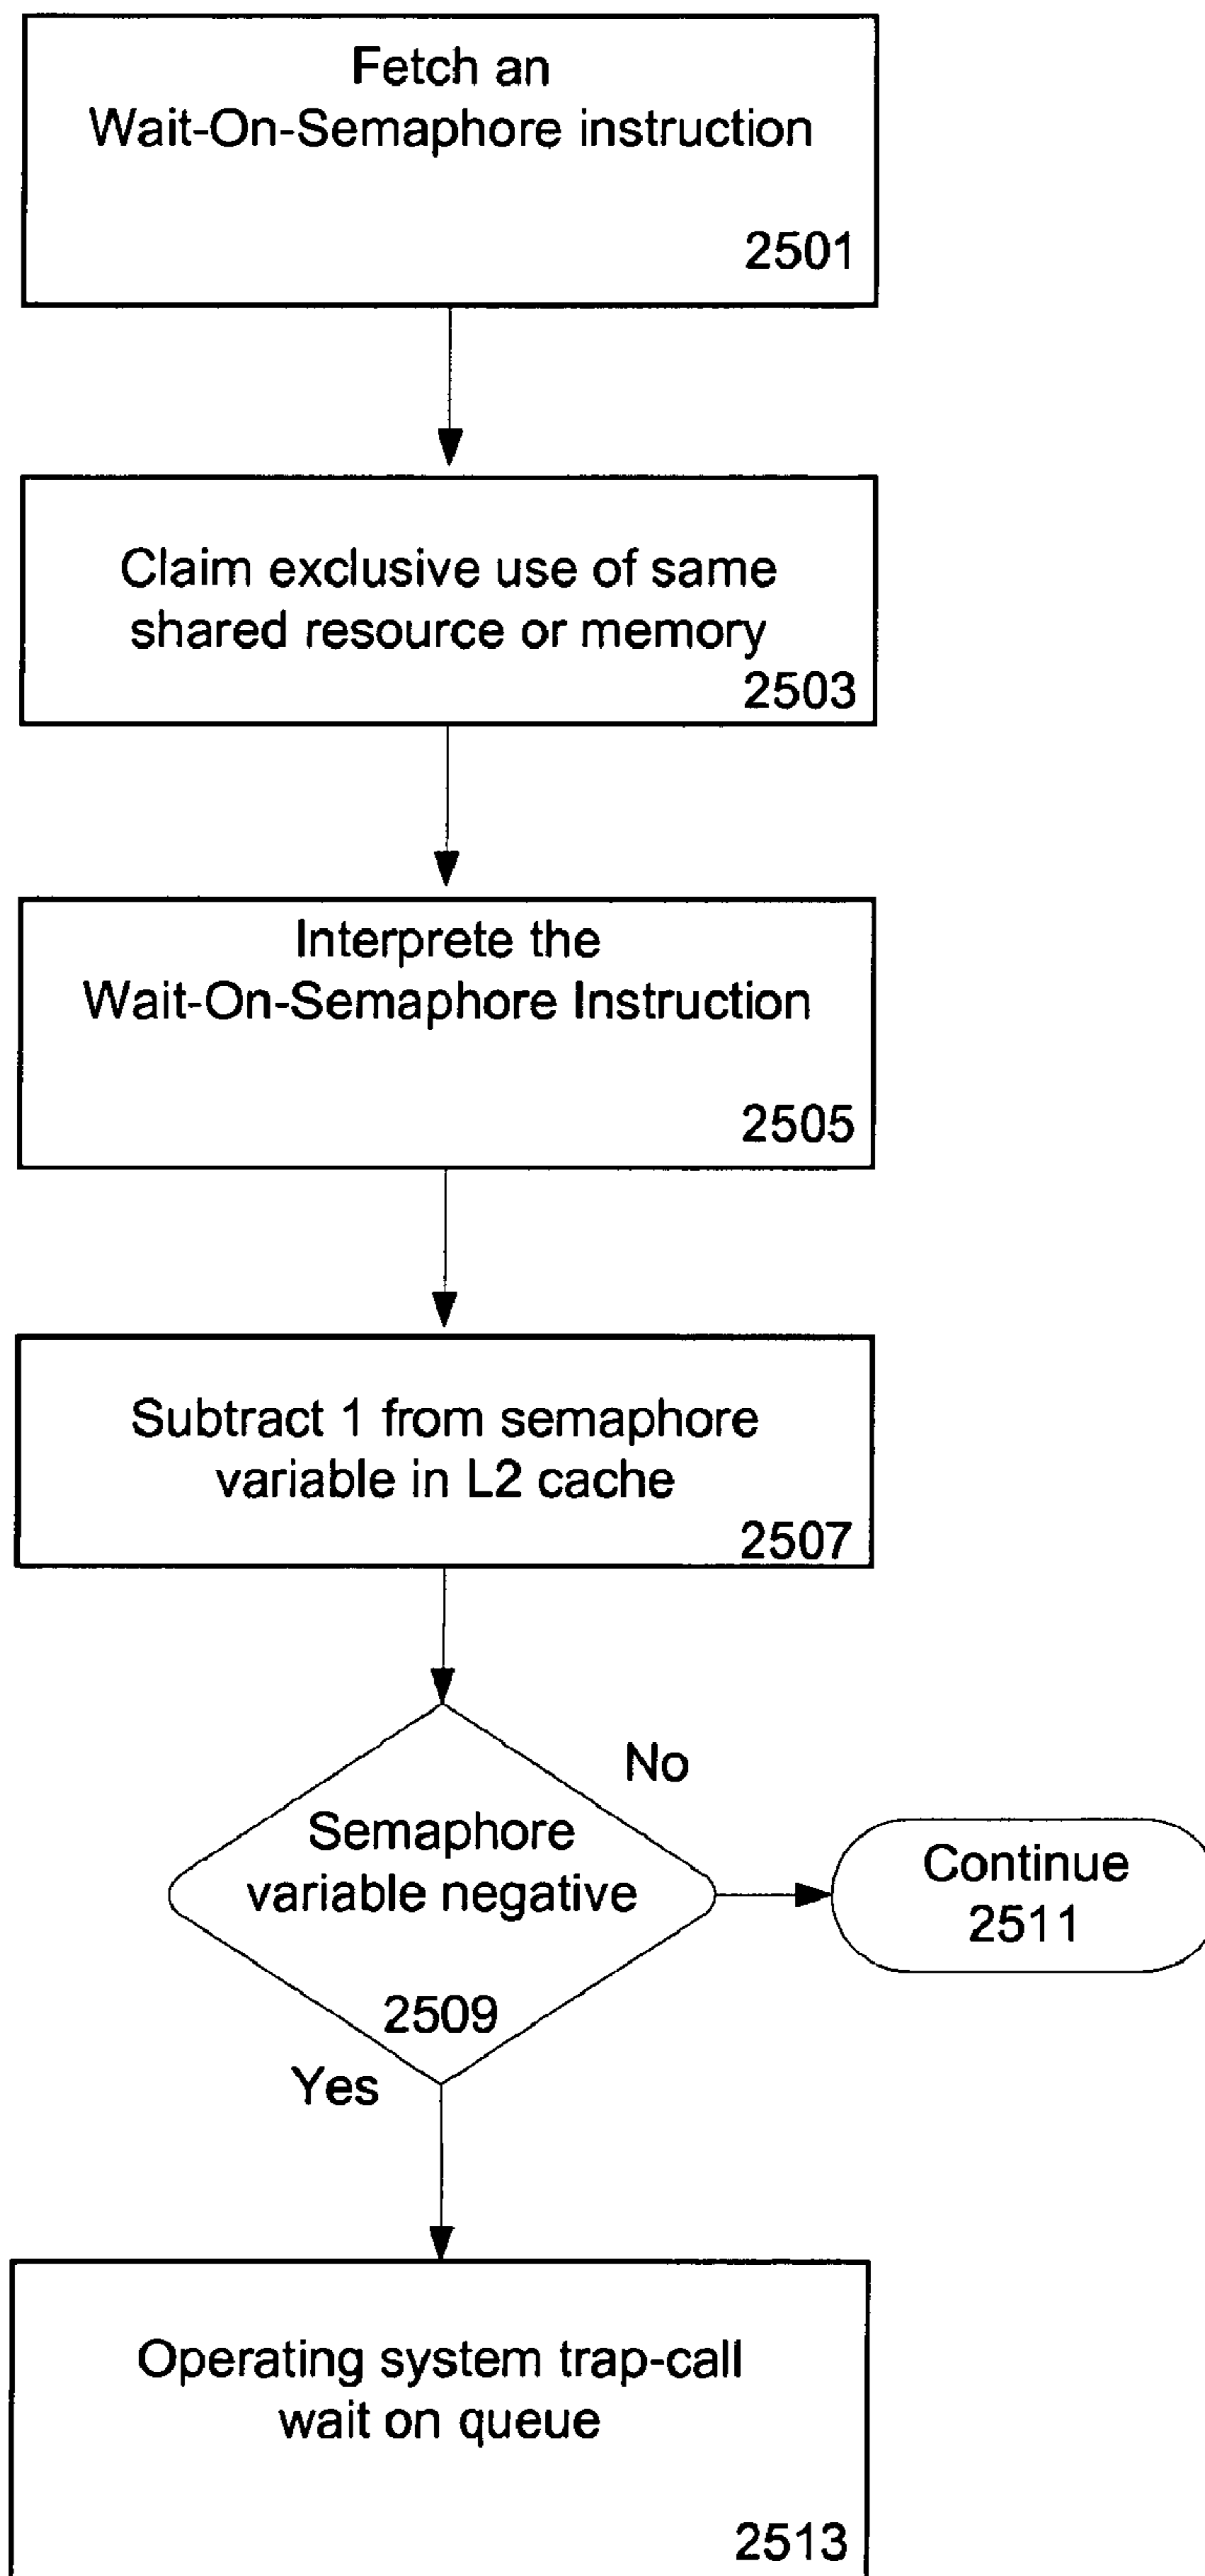 Fetch an
Wait-On-Semaphore instruction
2501
Claim exclusive use of same
shared resource or memory
2503
Interprete the
Wait-On-Semaphore Instruction
2505
Subtract 1 from semaphore
variable in L2 cache
2507
No
Semaphore
variable negative
2509
Continue
2511
Yes
Operating system trap-call
wait on queue
2513